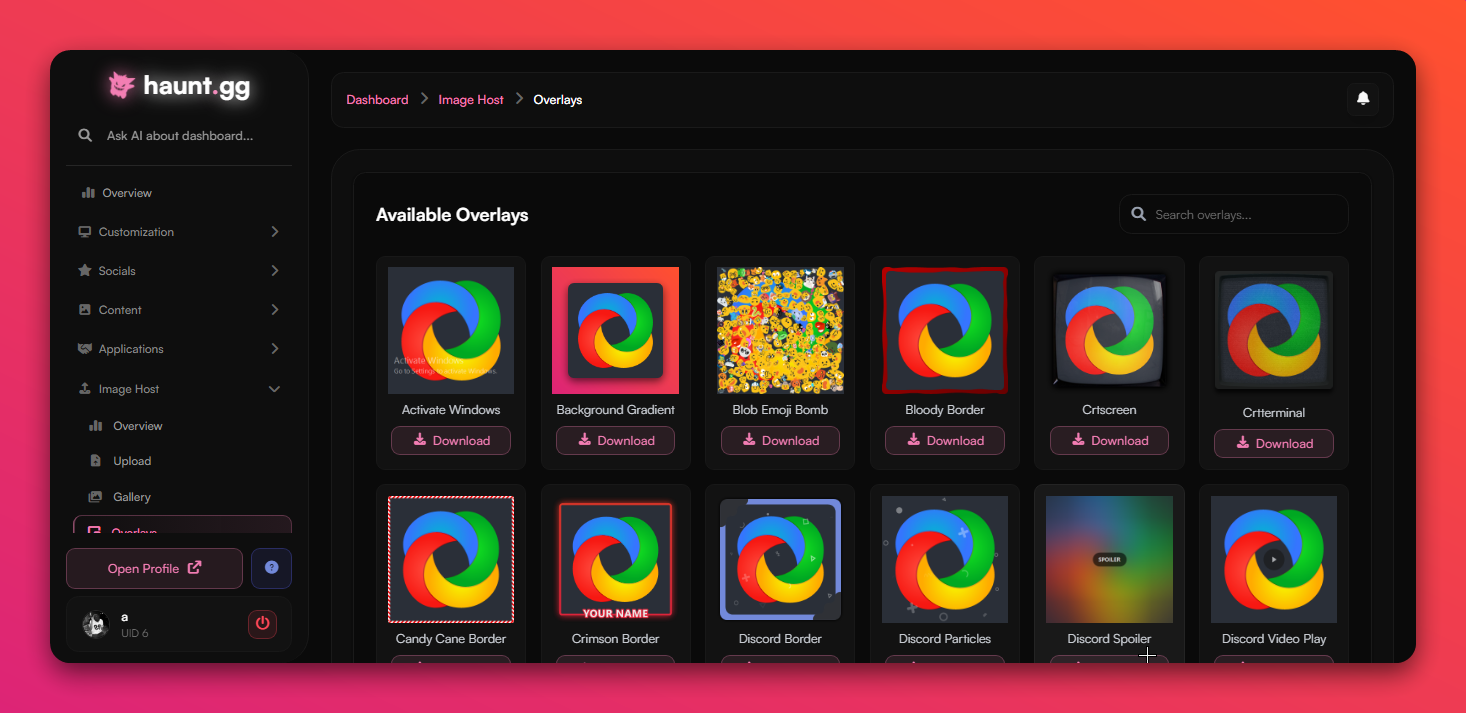 haunt.gg
Ask AI about dashboard...
Overview
Customization
Socials
Content
Applications
Image Host
Overview
Upload
Gallery
Overlays
Open Profile
?
a
UID 6
Dashboard > Image Host > Overlays
Available Overlays
Search overlays...
Activate Windows
Go to Settings to activate Windows.
Activate Windows
Background Gradient
Blob Emoji Bomb
Bloody Border
Crtscreen
Crtterminal
Download
Download
Download
Download
Download
Download
YOUR NAME
SPOILER
Candy Cane Border
Crimson Border
Discord Border
Discord Particles
Discord Spoiler
Discord Video Play